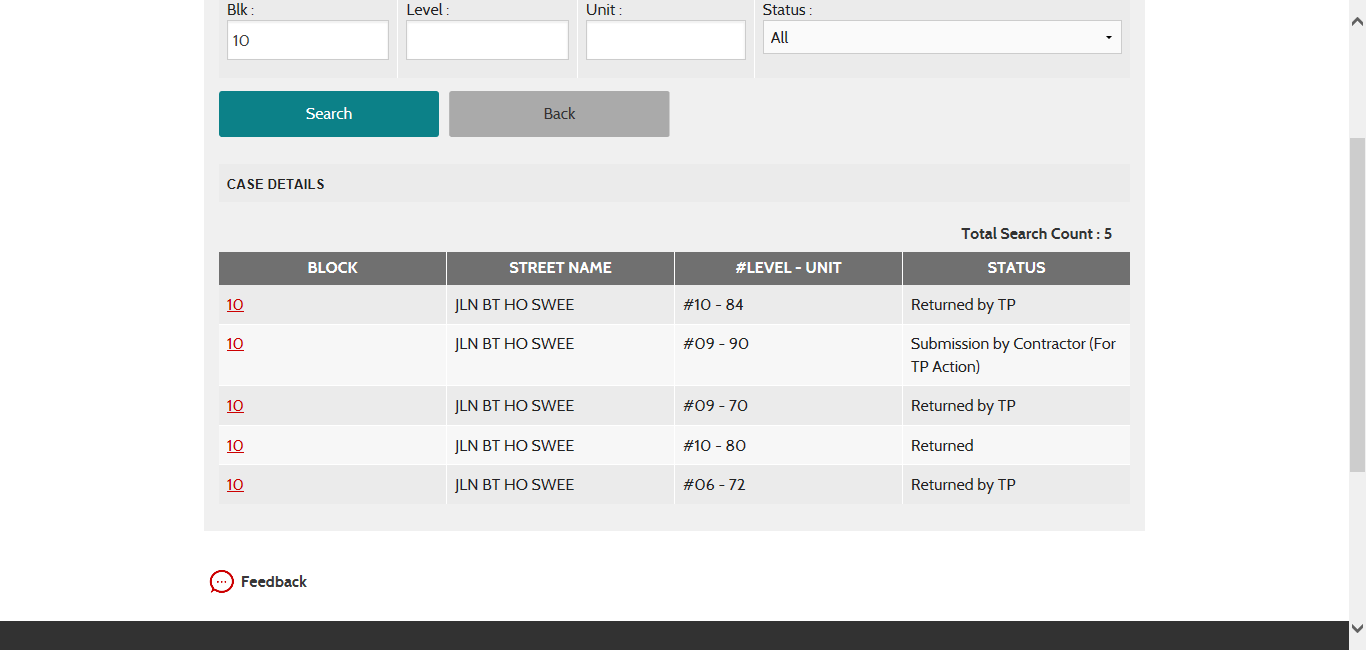 Blk : Level : Unit : Status :
10 All
Search Back
CASE DETAILS
Total Search Count : 5
BLOCK STREET NAME #LEVEL - UNIT STATUS
10 JLN BT HO SWEE #10 - 84 Returned by TP
10 JLN BT HO SWEE #09 - 90 Submission by Contractor (For
TP Action)
10 JLN BT HO SWEE #09 - 70 Returned by TP
10 JLN BT HO SWEE #10 - 80 Returned
10 JLN BT HO SWEE #06 - 72 Returned by TP
Feedback